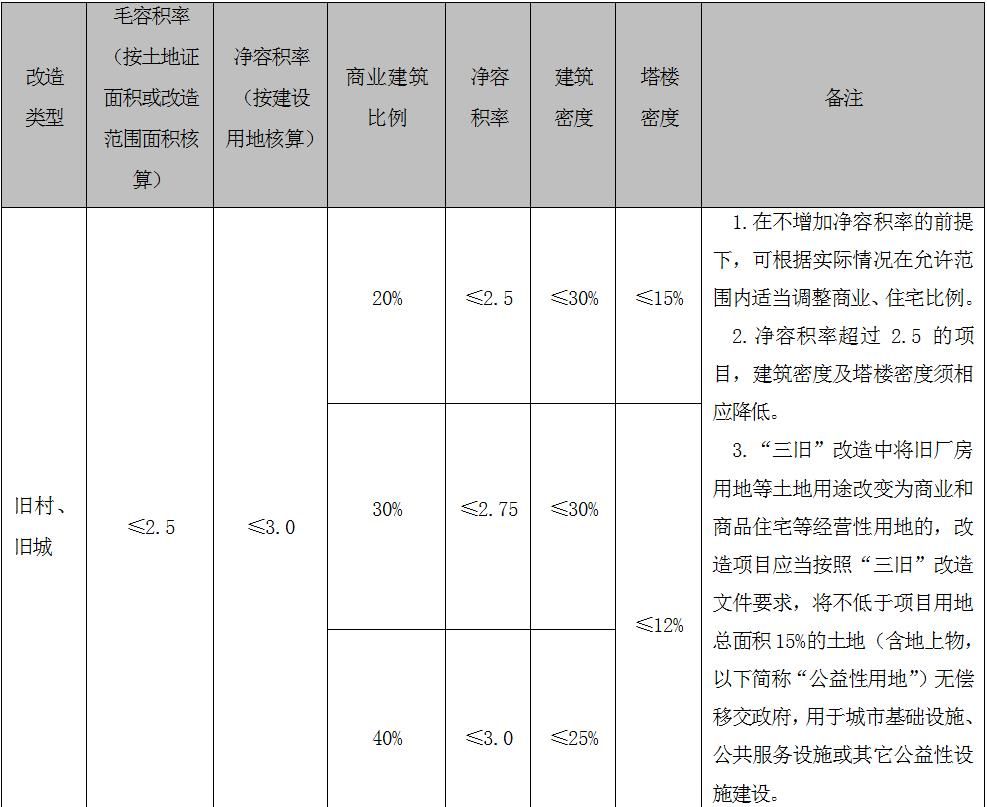 改造
类型
毛容积率
（按土地证
面积或改造
范围面积核
算）
净容积率
（按建设
用地核算）
商业建筑
比例
净容
积率
建筑
密度
塔楼
密度
备注
旧村、
旧城
≤2.5
≤3.0
20%
≤2.5
≤30%
≤15%
30%
≤2.75
≤30%
≤12%
40%
≤3.0
≤25%
1.在不增加净容积率的前提
下，可根据实际情况在允许范
围内适当调整商业、住宅比例。
2.净容积率超过 2.5 的项
目，建筑密度及塔楼密度须相
应降低。
3.“三旧”改造中将旧厂房
用地等土地用途改变为商业和
商品住宅等经营性用地的，改
造项目应当按照“三旧”改造
文件要求，将不低于项目用地
总面积15%的土地（含地上物，
以下简称“公益性用地”）无偿
移交政府，用于城市基础设施、
公共服务设施或其它公益性设
施建设。